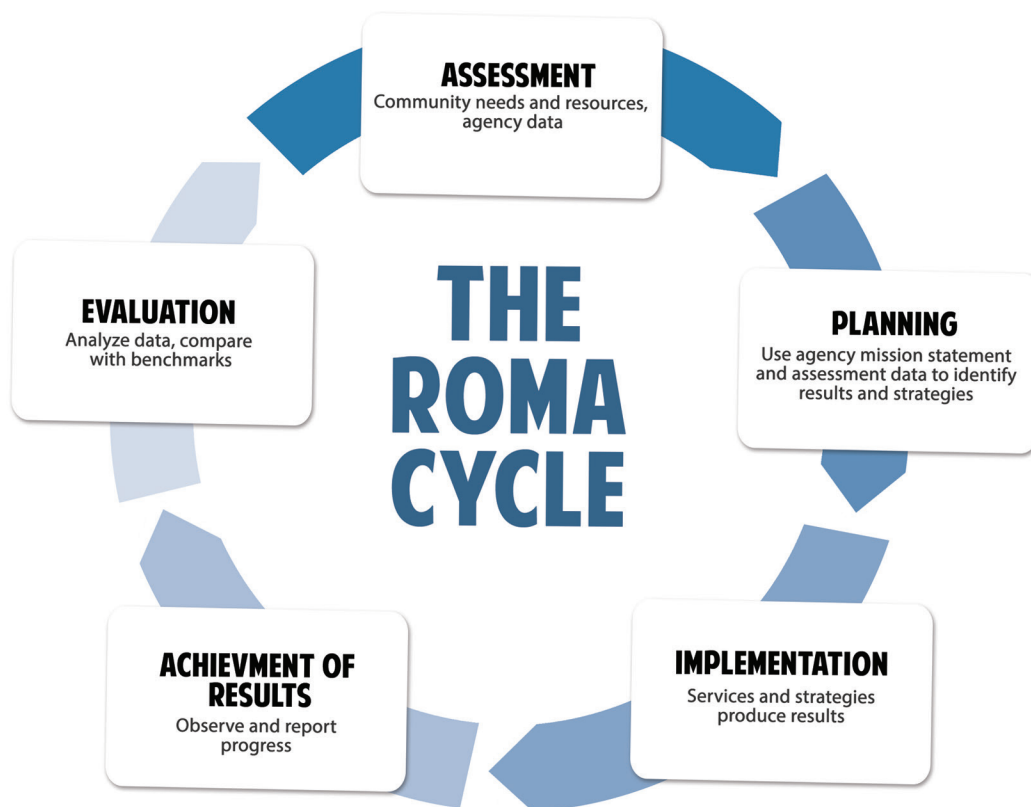 ASSESSMENT
Community needs and resources,
agency data
THE
ROMA
CYCLE
EVALUATION
Analyze data, compare
with benchmarks
PLANNING
Use agency mission statement
and assessment data to identify
results and strategies
ACHIEVMENT OF
RESULTS
Observe and report
progress
IMPLEMENTATION
Services and strategies
produce results